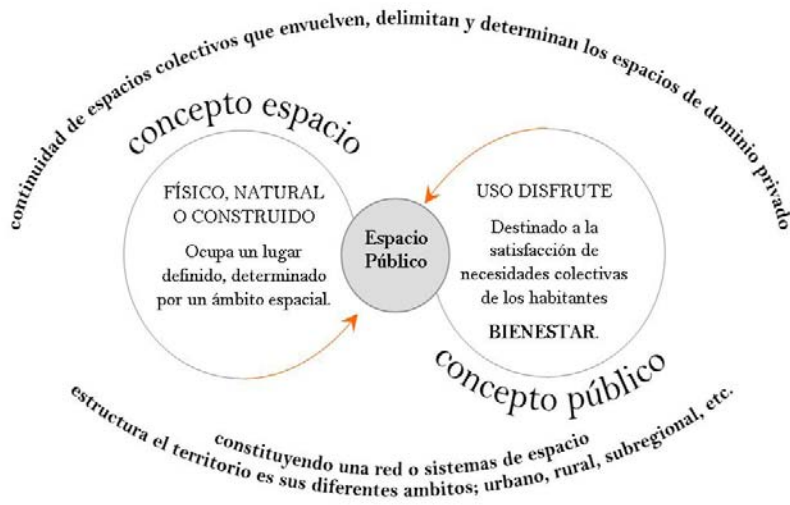 continuidad de espacios colectivos que envuelven, delimitan y determinan los espacios de dominio privado
concepto espacio
FÍSICO, NATURAL
O CONSTRUIDO
Ocupa un lugar
definido, determinado
por un ámbito espacial.
Espacio
Público
USO DISFRUTE
Destinado a la
satisfacción de
necesidades colectivas
de los habitantes
BIENESTAR.
concepto público
constituyendo una red o sistemas de espacio
estructura el territorio es sus diferentes ambitos; urbano, rural, subregional, etc.